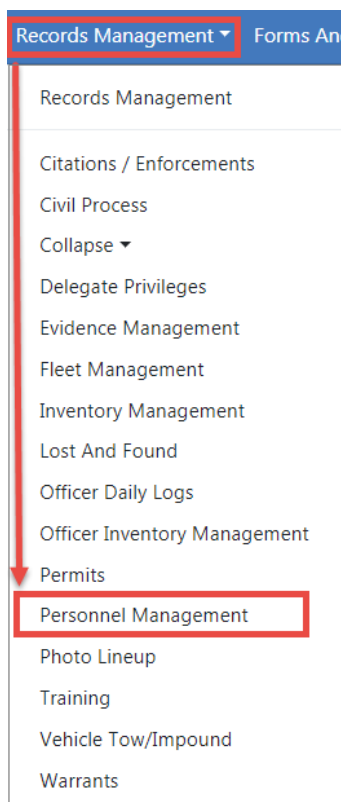 Records Management Forms An
Records Management
Citations / Enforcements
Civil Process
Collapse
Delegate Privileges
Evidence Management
Fleet Management
Inventory Management
Lost And Found
Officer Daily Logs
Officer Inventory Management
Permits
Personnel Management
Photo Lineup
Training
Vehicle Tow/Impound
Warrants